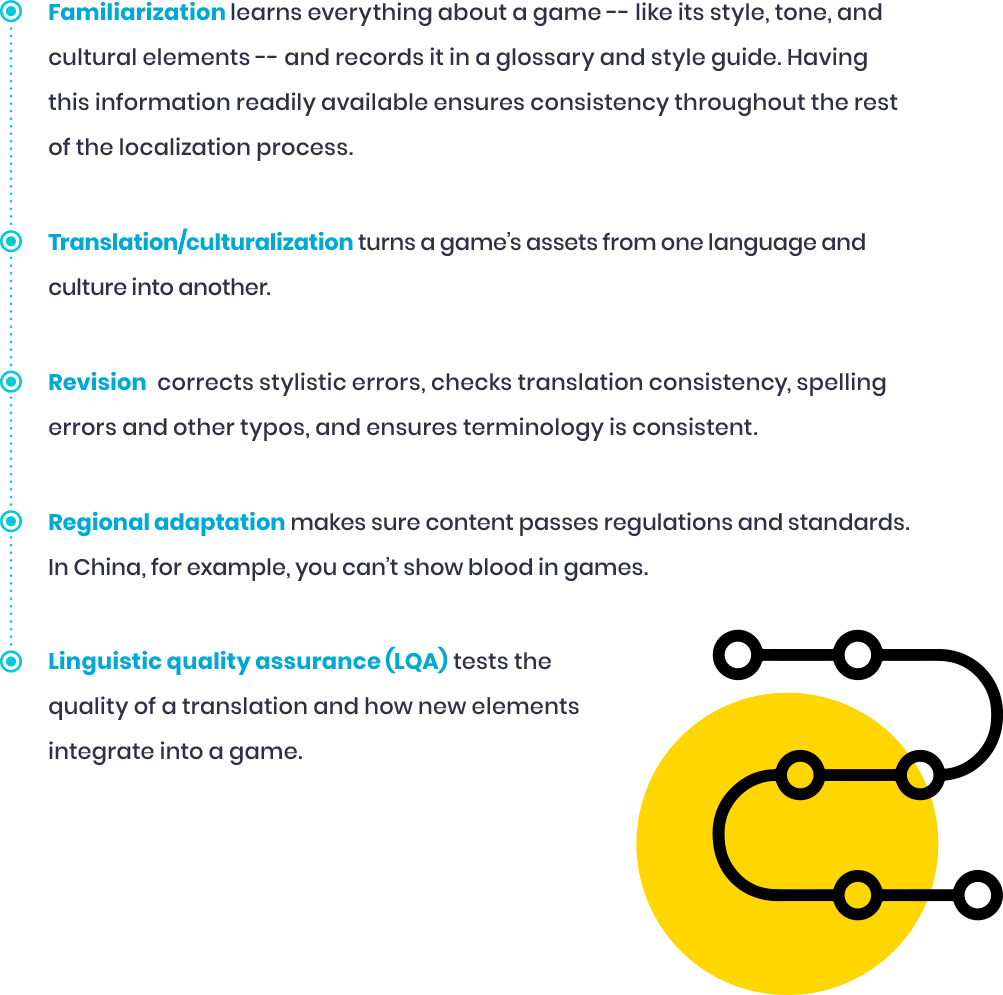 Familiarization learns everything about a game -- like its style, tone, and
cultural elements -- and records it in a glossary and style guide. Having
this information readily available ensures consistency throughout the rest
of the localization process.
Translation/culturalization turns a game’s assets from one language and
culture into another.
Revision corrects stylistic errors, checks translation consistency, spelling
errors and other typos, and ensures terminology is consistent.
Regional adaptation makes sure content passes regulations and standards.
In China, for example, you can’t show blood in games.
Linguistic quality assurance (LQA) tests the
quality of a translation and how new elements
integrate into a game.